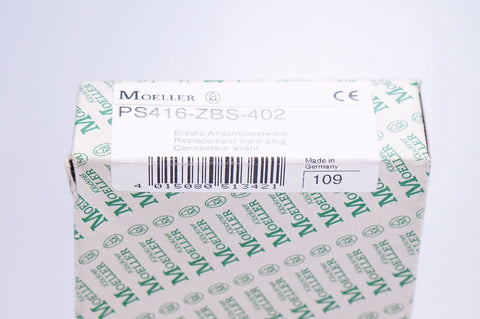 MOELLER
CE
PS416-ZBS-402
Ersatz-Anschlussstecker
Replacement front plug
Connecteur avant
Made in
Germany
4 015080 513421
109